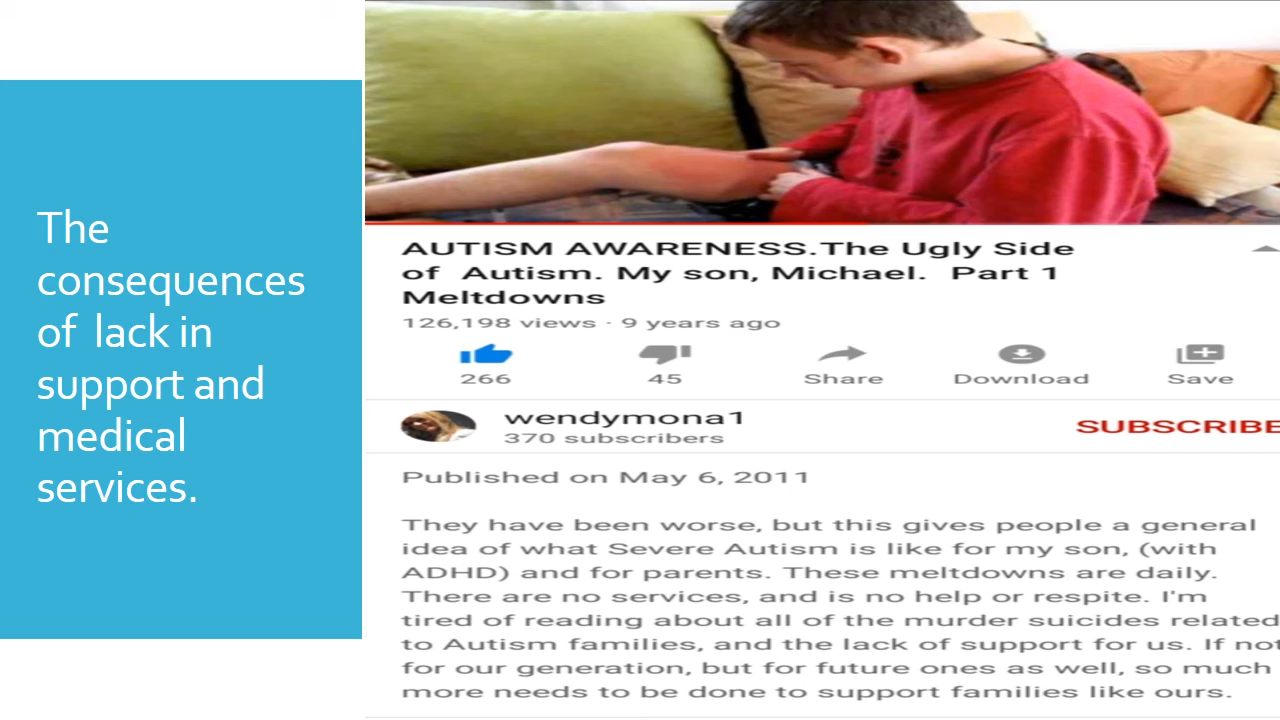 The
consequences
of  lack in
support and
medical
services.
AUTISM AWARENESS.The Ugly Side
of  Autism. My son, Michael.  Part 1
Meltdowns
126,198 views · 9 years ago
266
45
Share
Download
Save
wendymona1
370 subscribers
SUBSCRIBE
Published on May 6, 2011
They have been worse, but this gives people a general
idea of what Severe Autism is like for my son, (with
ADHD) and for parents. These meltdowns are daily.
There are no services, and is no help or respite. I'm
tired of reading about all of the murder suicides related
to Autism families, and the lack of support for us. If not
for our generation, but for future ones as well, so much
more needs to be done to support families like ours.